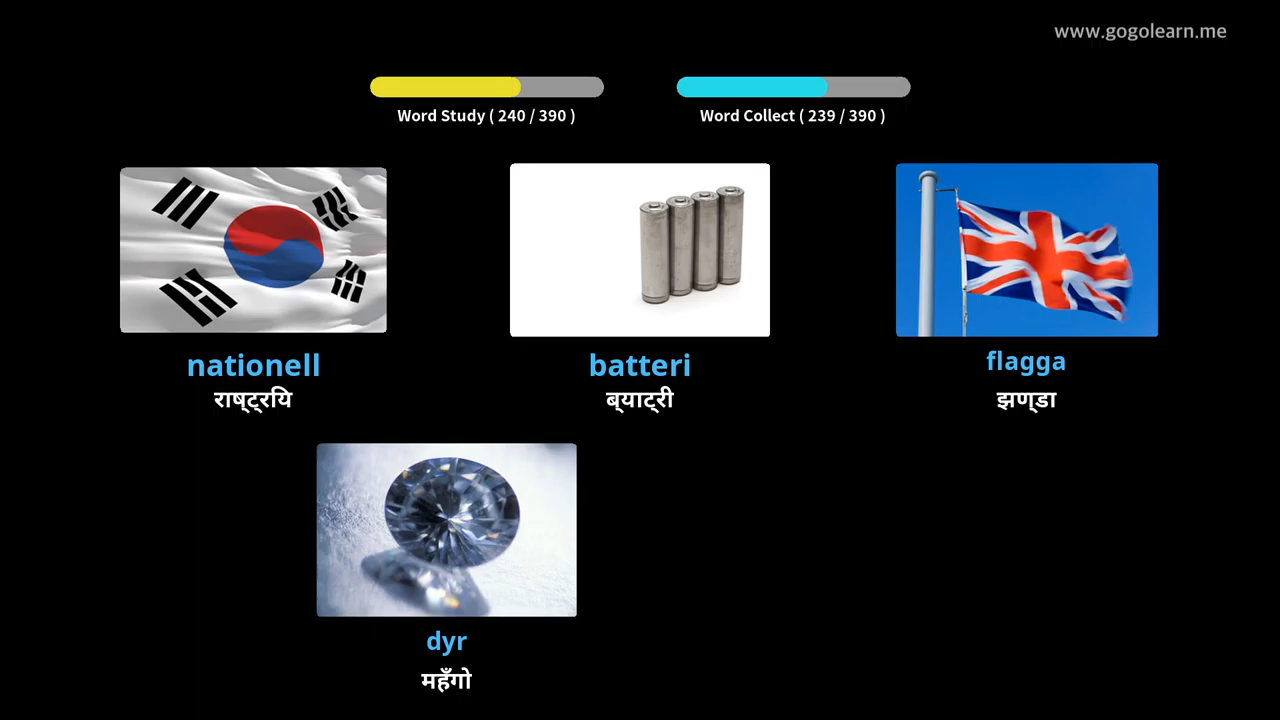 www.gogolearn.me
Word Study ( 240 / 390 )
Word Collect ( 239 / 390 )
nationell
राष्ट्रयि
batteri
ब्याट्री
flagga
झण्डा
dyr
महँगो